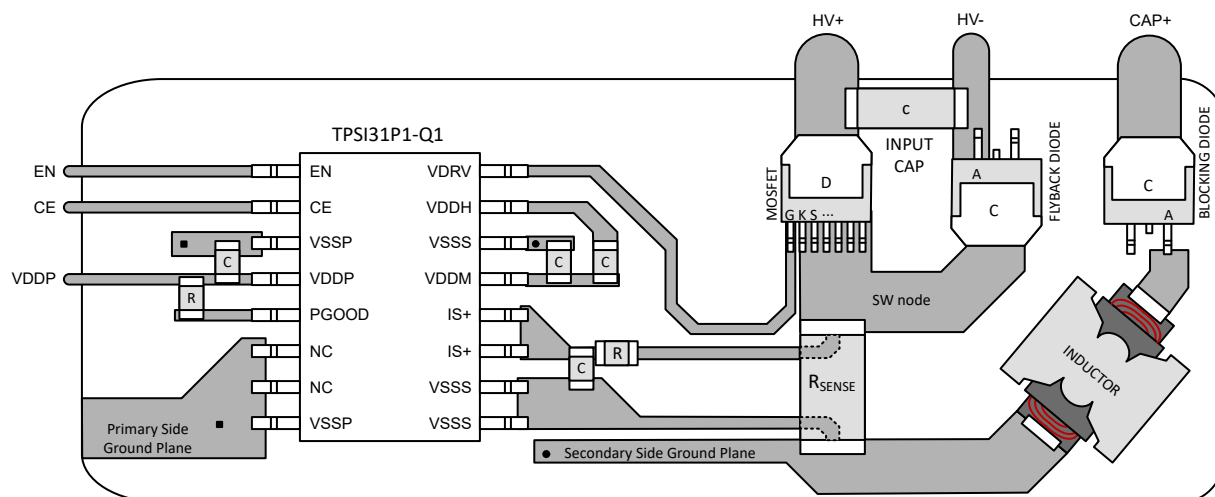 HV+
HV-
CAP+
TPSI31P1-Q1
C
INPUT
CAP
EN
EN
VDRV
CE
CE
VDDH
VSSP
VSSS
VDDP
VDDP
VDDM
C
C
C
R
PGOOD
IS+
NC
IS+
NC
VSSS
VSSP
VSSS
MOSFET
D
G K S ...
A
C
FLYBACK DIODE
C
A
BLOCKING DIODE
SW node
R
C
RSENSE
INDUCTOR
Primary Side
Ground Plane
Secondary Side Ground Plane